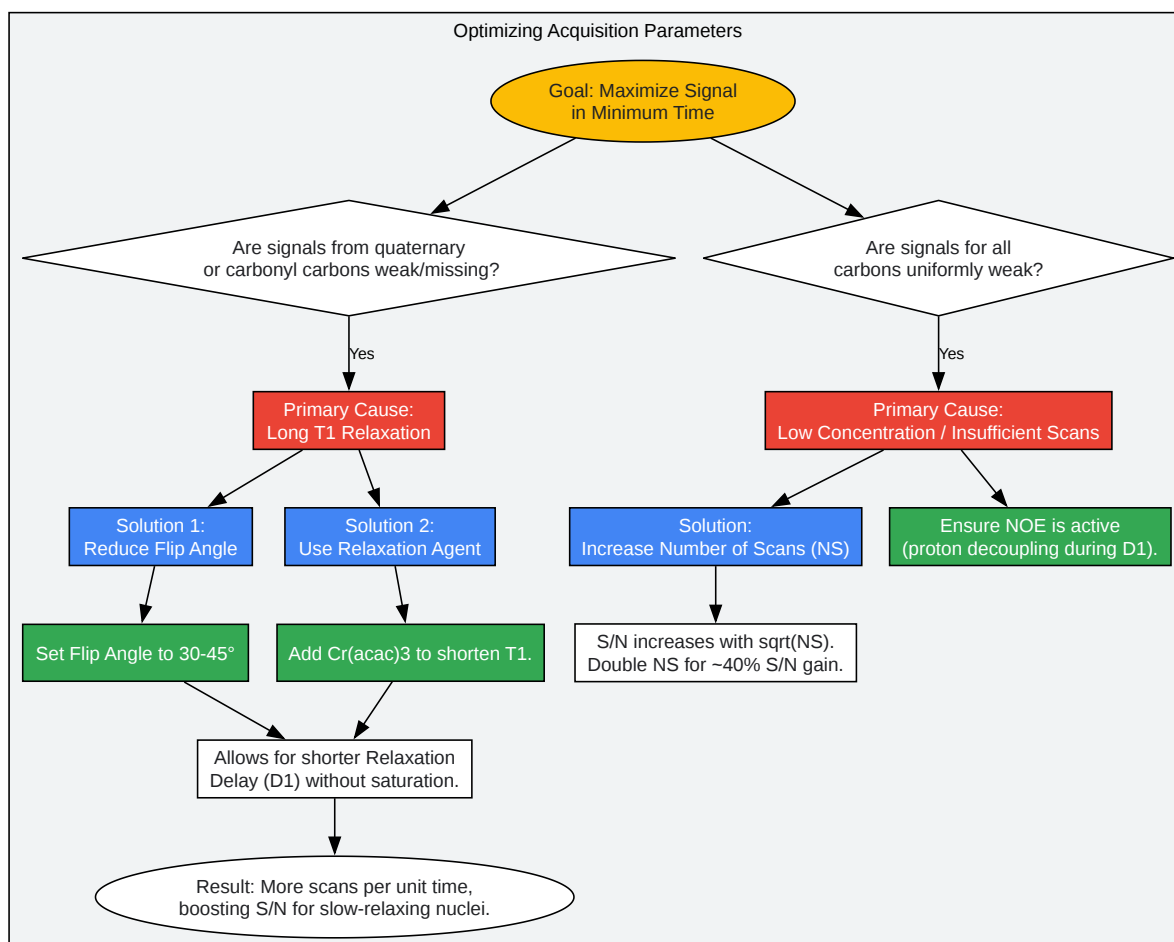 Optimizing Acquisition Parameters
Goal: Maximize Signal
in Minimum Time
Are signals from quaternary
or carbonyl carbons weak/missing?
Are signals for all
carbons uniformly weak?
Yes
Yes
Primary Cause:
Long T1 Relaxation
Primary Cause:
Low Concentration / Insufficient Scans
Solution 1:
Reduce Flip Angle
Solution 2:
Use Relaxation Agent
Solution:
Increase Number of Scans (NS)
Ensure NOE is active
(proton decoupling during D1).
Set Flip Angle to 30-45°
Add Cr(acac)3 to shorten T1.
S/N increases with sqrt(NS).
Double NS for ~40% S/N gain.
Allows for shorter Relaxation
Delay (D1) without saturation.
Result: More scans per unit time,
boosting S/N for slow-relaxing nuclei.